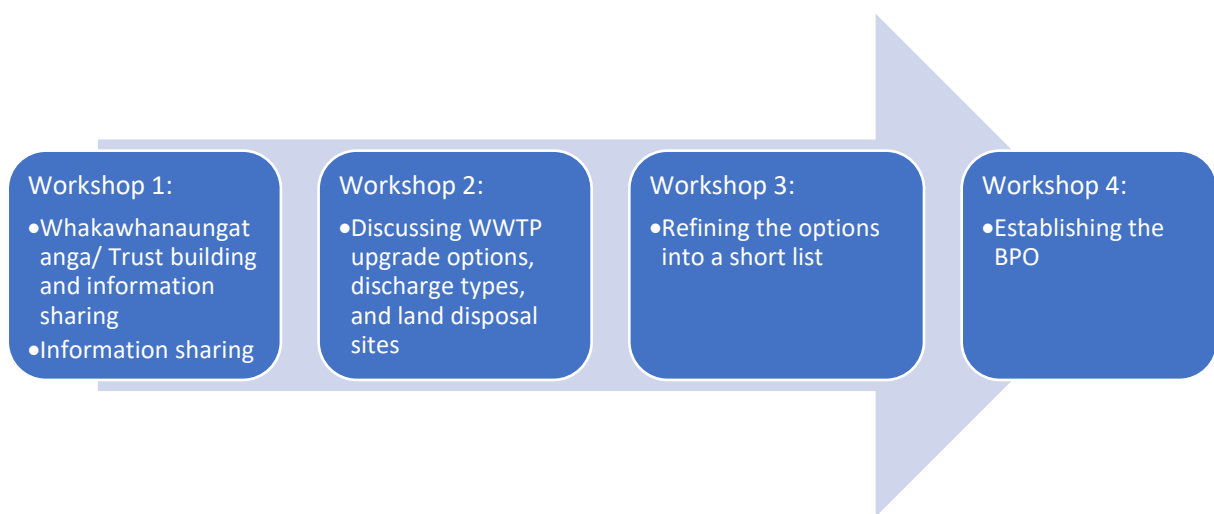 Workshop 1:
•Whakawhanaungat
anga/ Trust building
and information
sharing
•Information sharing
Workshop 2:
•Discussing WWTP
upgrade options,
discharge types,
and land disposal
sites
Workshop 3:
•Refining the options
into a short list
Workshop 4:
•Establishing the
BPO